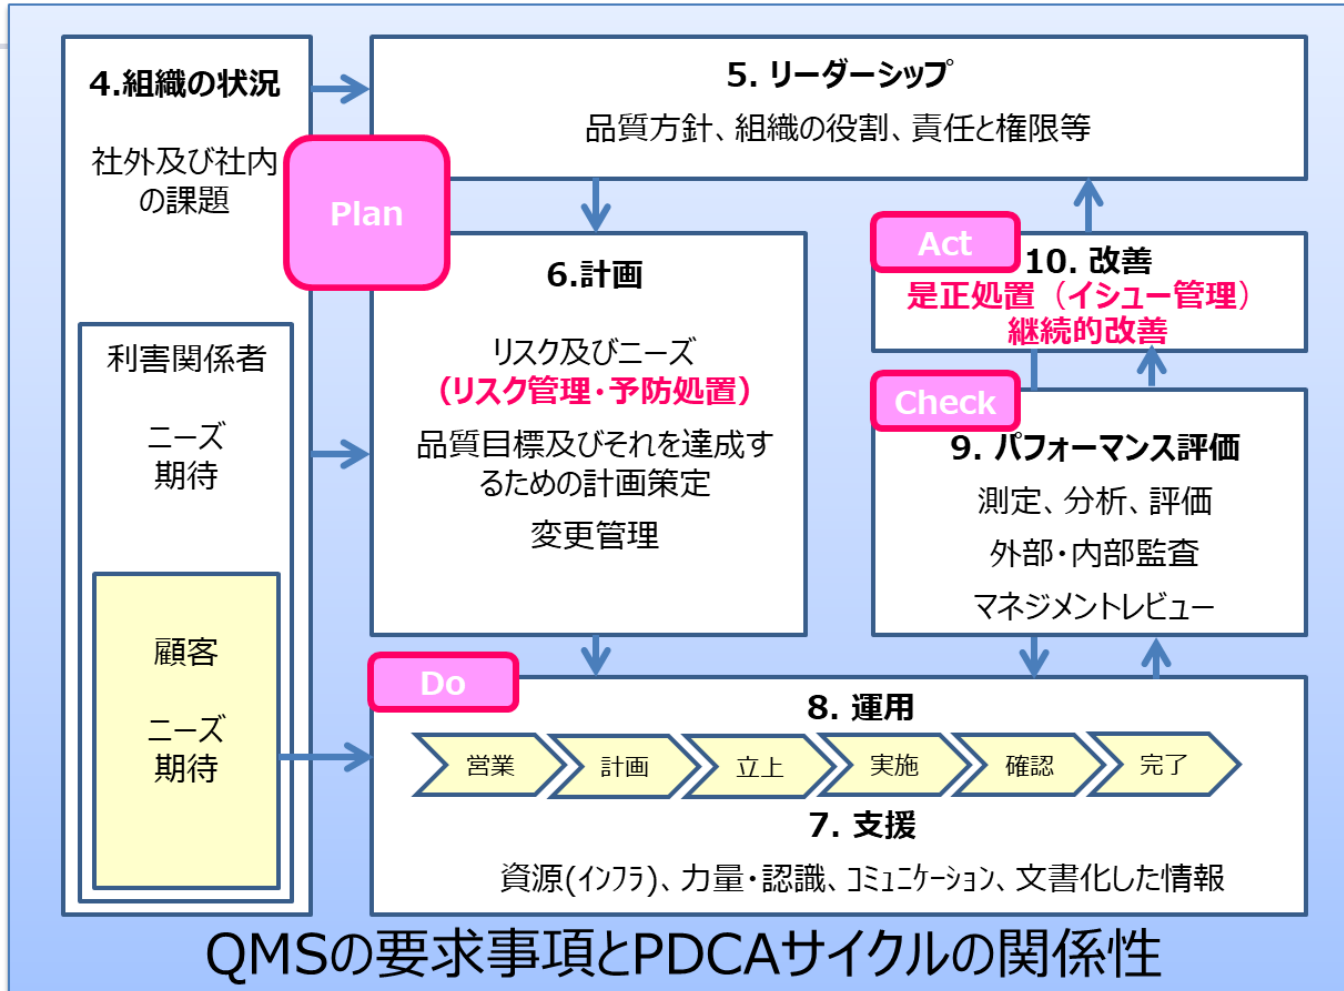 4.組織の状況
社外及び社内
の課題
利害関係者
ニーズ
期待
顧客
ニーズ
期待
5. リーダーシップ
品質方針、組織の役割、責任と権限等
Plan
6.計画
リスク及びニーズ
（リスク管理・予防処置）
品質目標及びそれを達成す
るための計画策定
変更管理
Act
10. 改善
是正処置（イシュー管理）
継続的改善
Check
9. パフォーマンス評価
測定、分析、評価
外部・内部監査
マネジメントレビュー
Do
8. 運用
営業
計画
立上
実施
確認
完了
7. 支援
資源(ｲﾝﾌﾗ)、力量・認識、ｺﾐｭﾆｹｰｼｮﾝ、文書化した情報
QMSの要求事項とPDCAサイクルの関係性